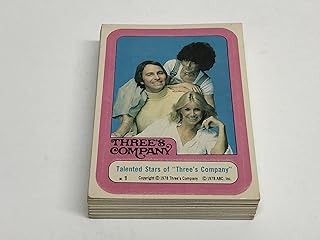 THREE'S
COMPANY
Talented Stars of "Three's Company"
# 1 Copyright © 1978 Three's Company © 1978 ABC, Inc.